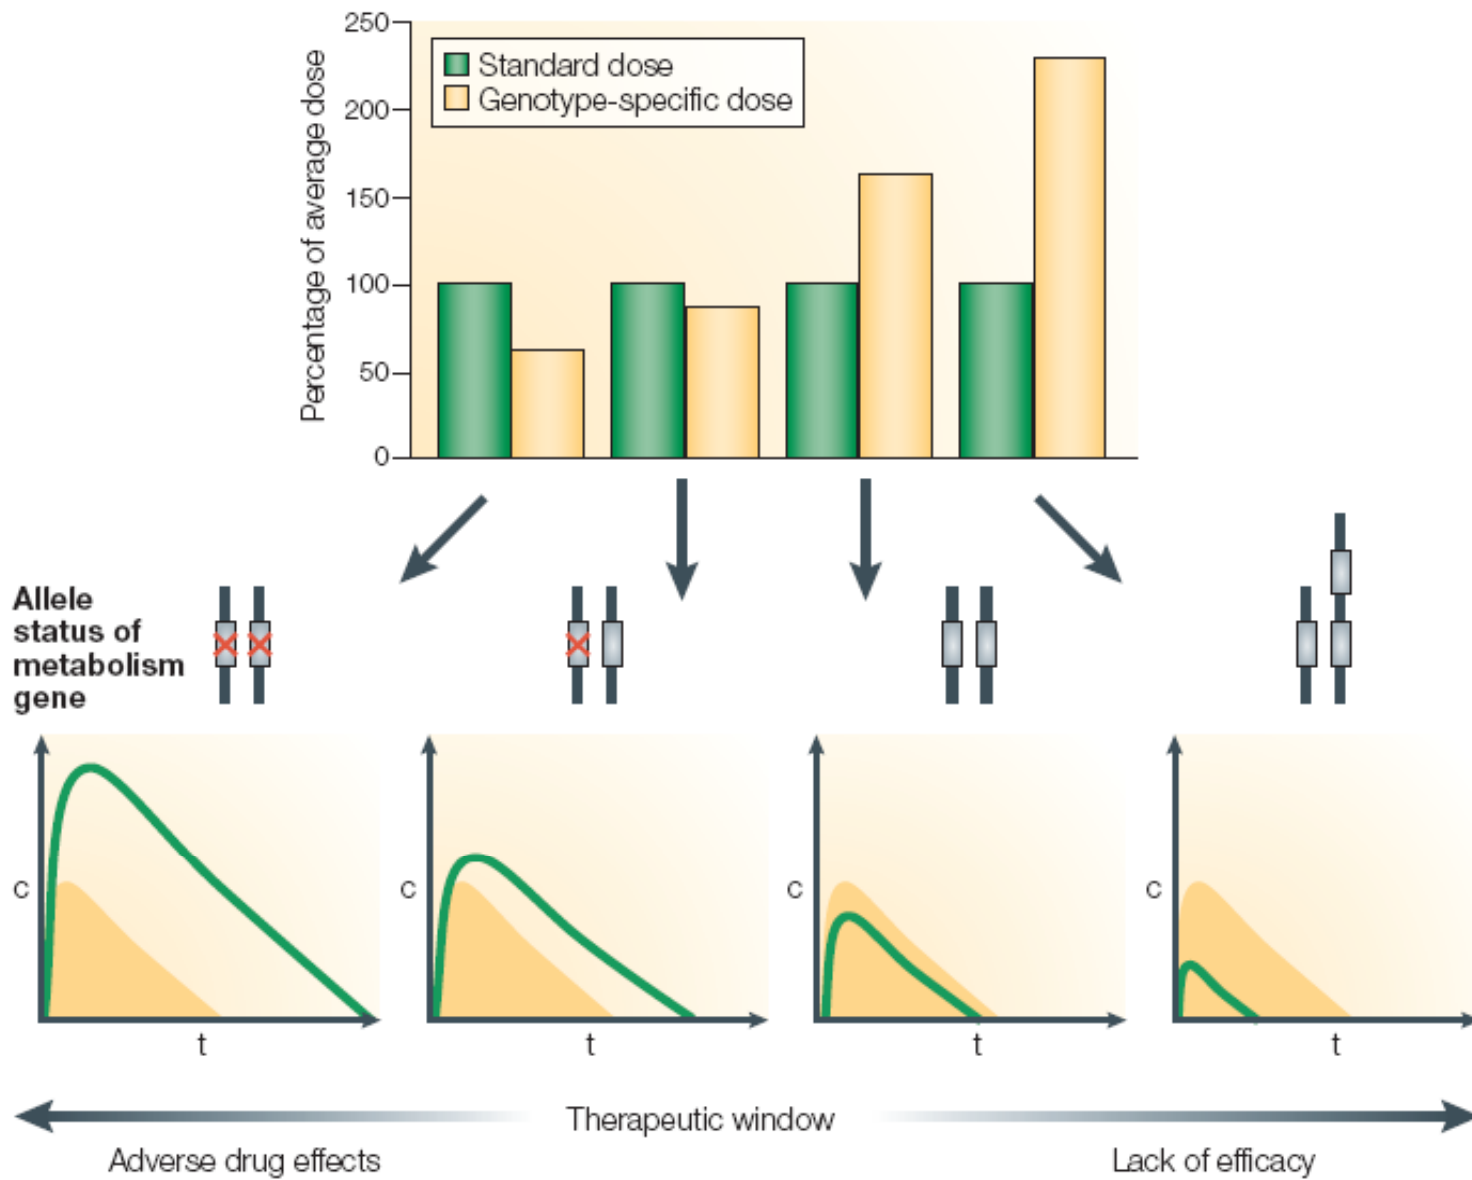 250
200
150
100
50
0
Percentage of average dose
Standard dose
Genotype-specific dose
Allele
status of
metabolism
gene
c
t
c
t
c
t
c
t
Therapeutic window
Adverse drug effects
Lack of efficacy